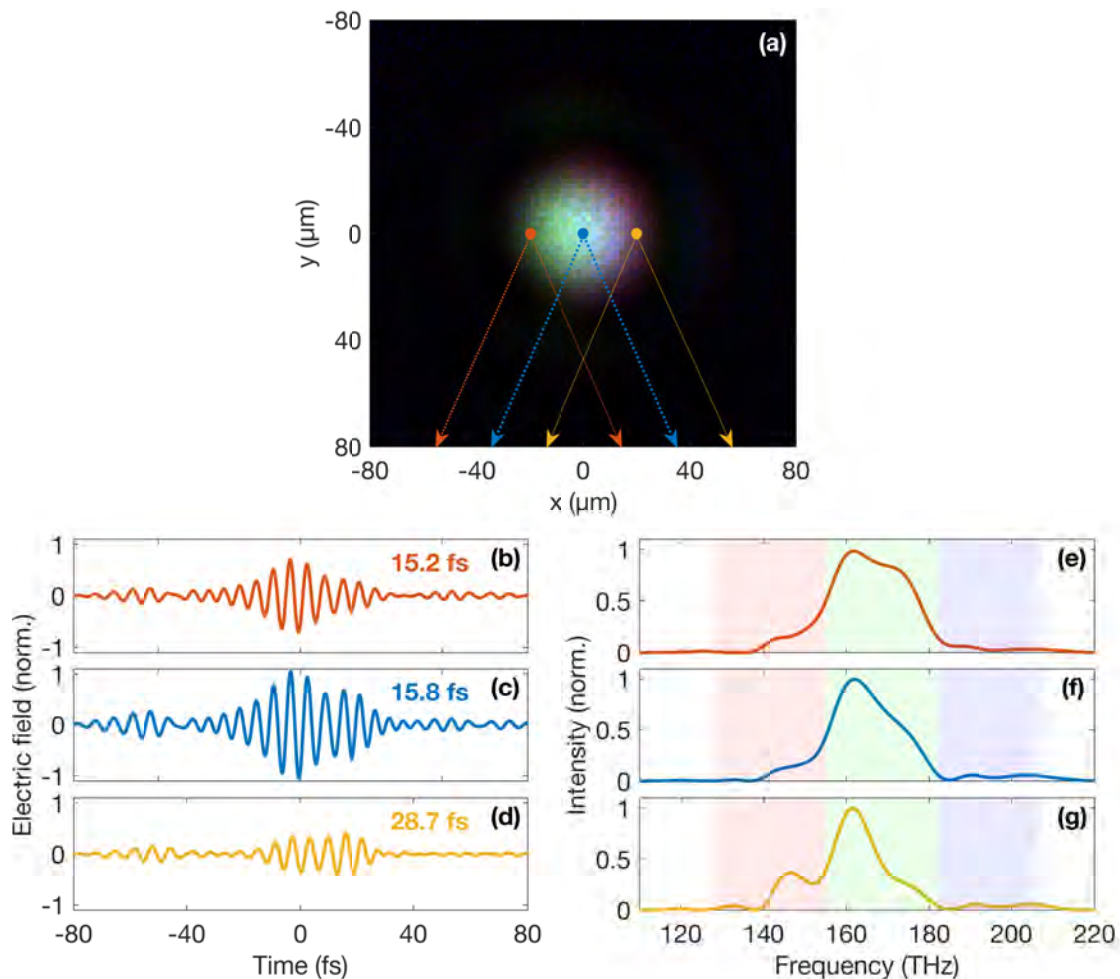 (a)
-80
-40
0
40
80
y (μm)
-80 -40 0 40 80
x (μm)
1 15.2 fs (b)
0
-1
1 15.8 fs (c)
0
-1
1 28.7 fs (d)
0
-1
Electric field (norm.)
-80 -40 0 40 80
Time (fs)
1 (e)
0.5
0
1 (f)
0.5
0
1 (g)
0.5
0
Intensity (norm.)
120 140 160 180 200 220
Frequency (THz)